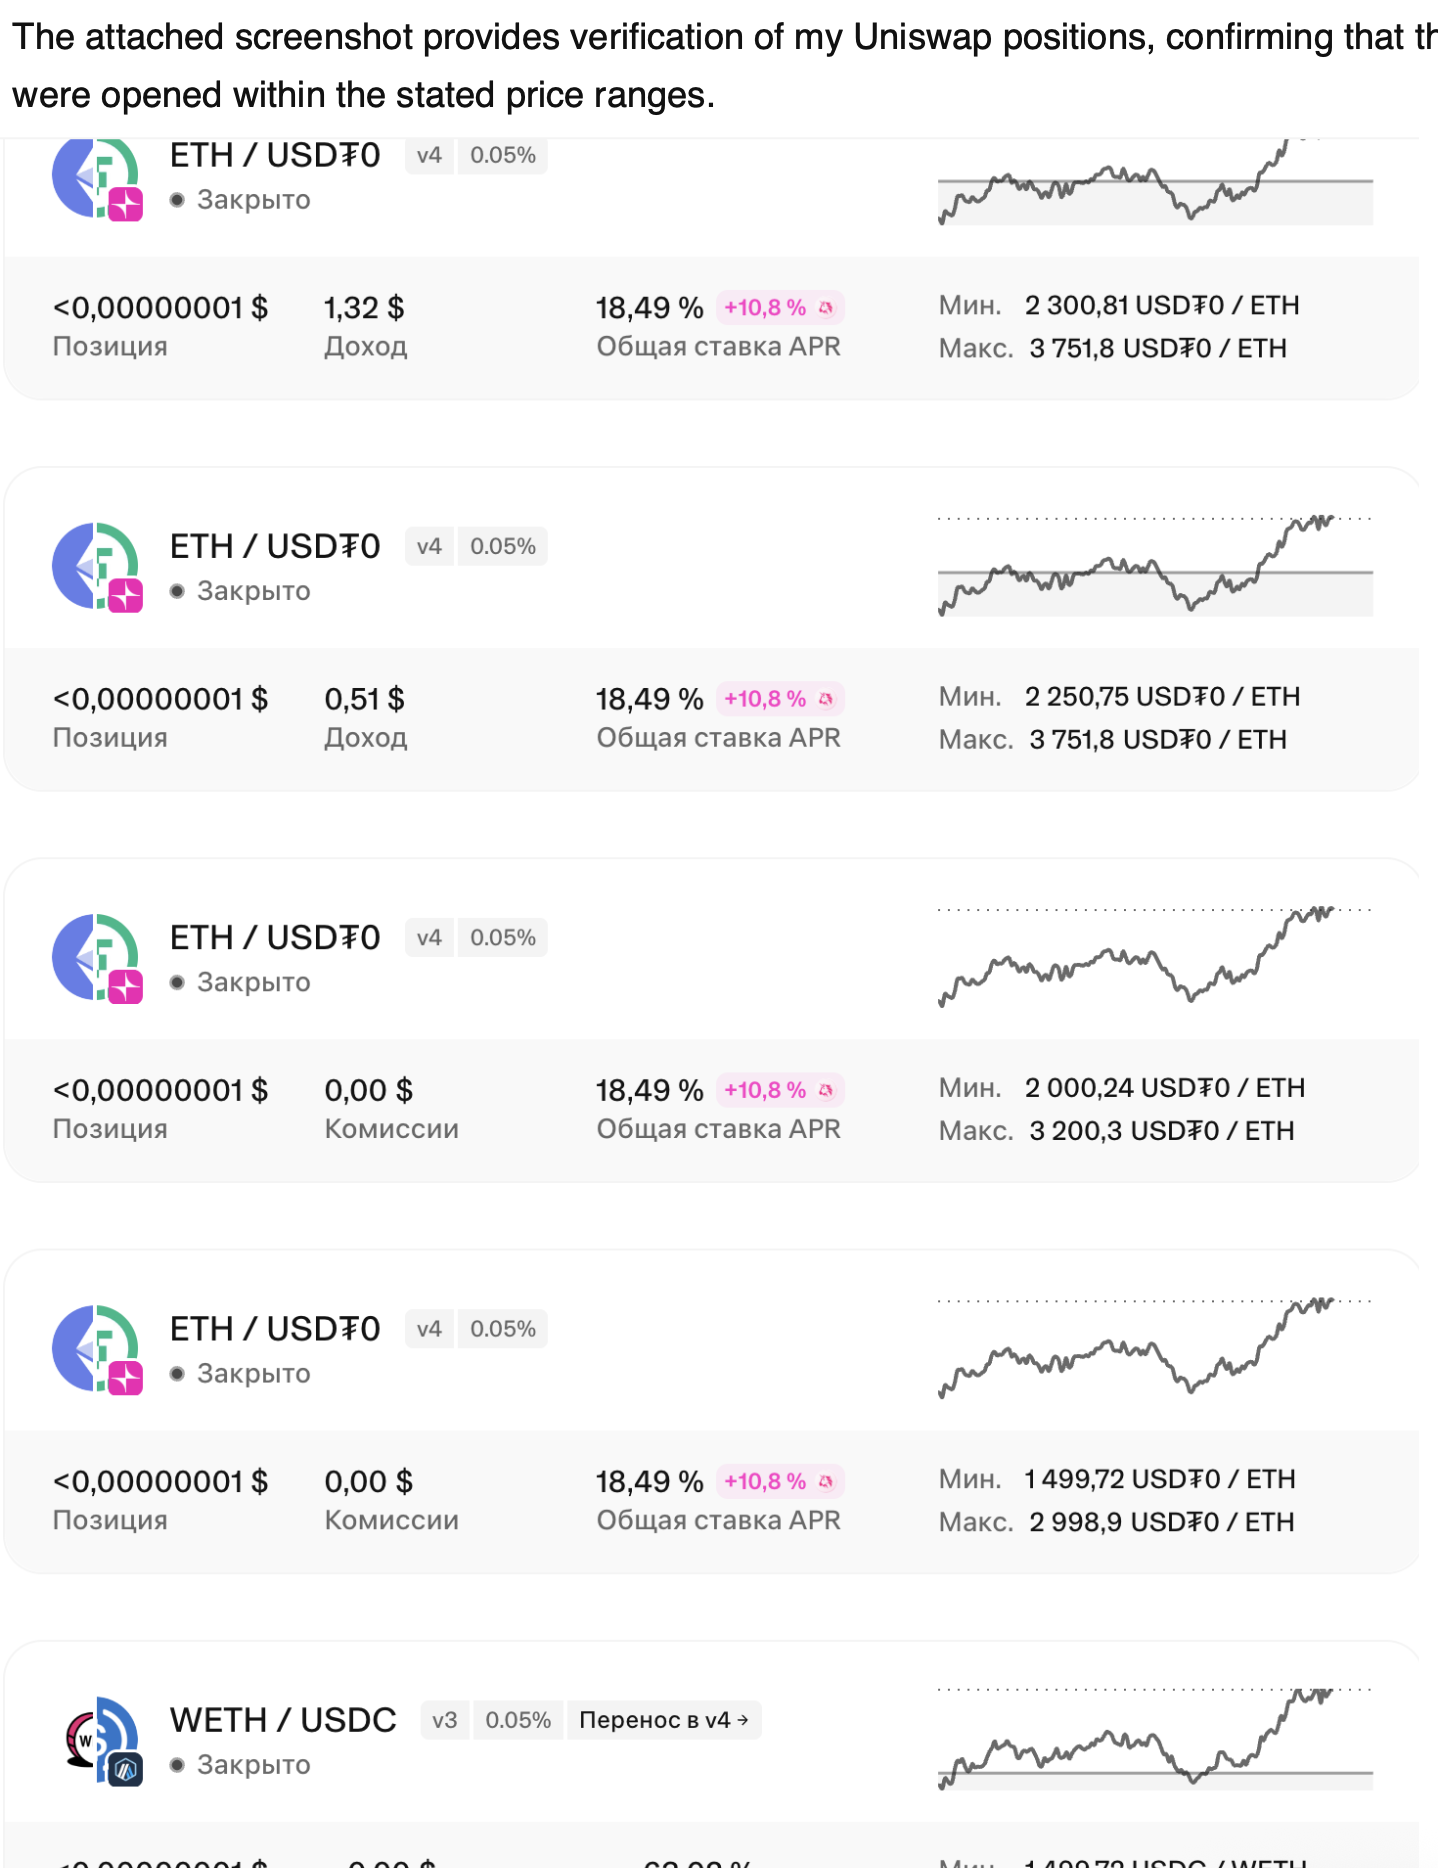 The attached screenshot provides verification of my Uniswap positions, confirming that
were opened within the stated price ranges.
ETH / USD₮0 v4 0.05%
Закрыто
<0,00000001 $ 1,32 $ 18,49 % +10,8 % Мин. 2 300,81 USD₮0 / ETH
Позиция Доход Общая ставка APR Макс. 3 751,8 USD₮0 / ETH
ETH / USD₮0 v4 0.05%
Закрыто
<0,00000001 $ 0,51 $ 18,49 % +10,8 % Мин. 2 250,75 USD₮0 / ETH
Позиция Доход Общая ставка APR Макс. 3 751,8 USD₮0 / ETH
ETH / USD₮0 v4 0.05%
Закрыто
<0,00000001 $ 0,00 $ 18,49 % +10,8 % Мин. 2 000,24 USD₮0 / ETH
Позиция Комиссии Общая ставка APR Макс. 3 200,3 USD₮0 / ETH
ETH / USD₮0 v4 0.05%
Закрыто
<0,00000001 $ 0,00 $ 18,49 % +10,8 % Мин. 1 499,72 USD₮0 / ETH
Позиция Комиссии Общая ставка APR Макс. 2 998,9 USD₮0 / ETH
W
WETH / USDC v3 0.05% Перенос в v4 →
Закрыто